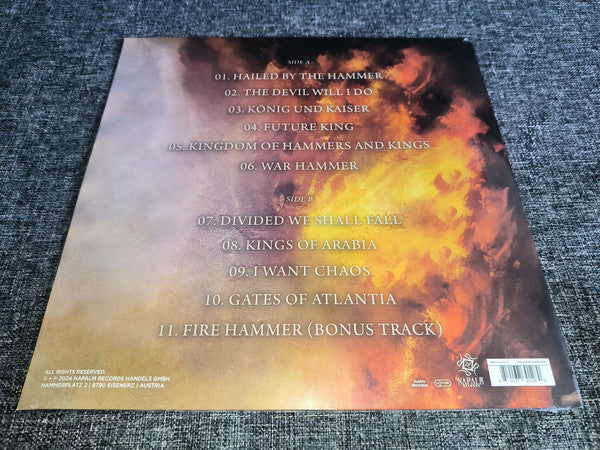 SIDE A
01. HAILED BY THE HAMMER
02. THE DEVIL WILL I DO
03. KÖNIG UND KAISER
04. FUTURE KING
05. KINGDOM OF HAMMERS AND KINGS
06. WAR HAMMER
SIDE B
07. DIVIDED WE SHALL FALL
08. KINGS OF ARABIA
09. I WANT CHAOS
10. GATES OF ATLANTIA
11. FIRE HAMMER (BONUS TRACK)
ALL RIGHTS RESERVED.
© + ℗ 2024 NAPALM RECORDS HANDELS GMBH,
HAMMERPLATZ 2 | 8790 EISENERZ | AUSTRIA
NAPALM
RECORDS